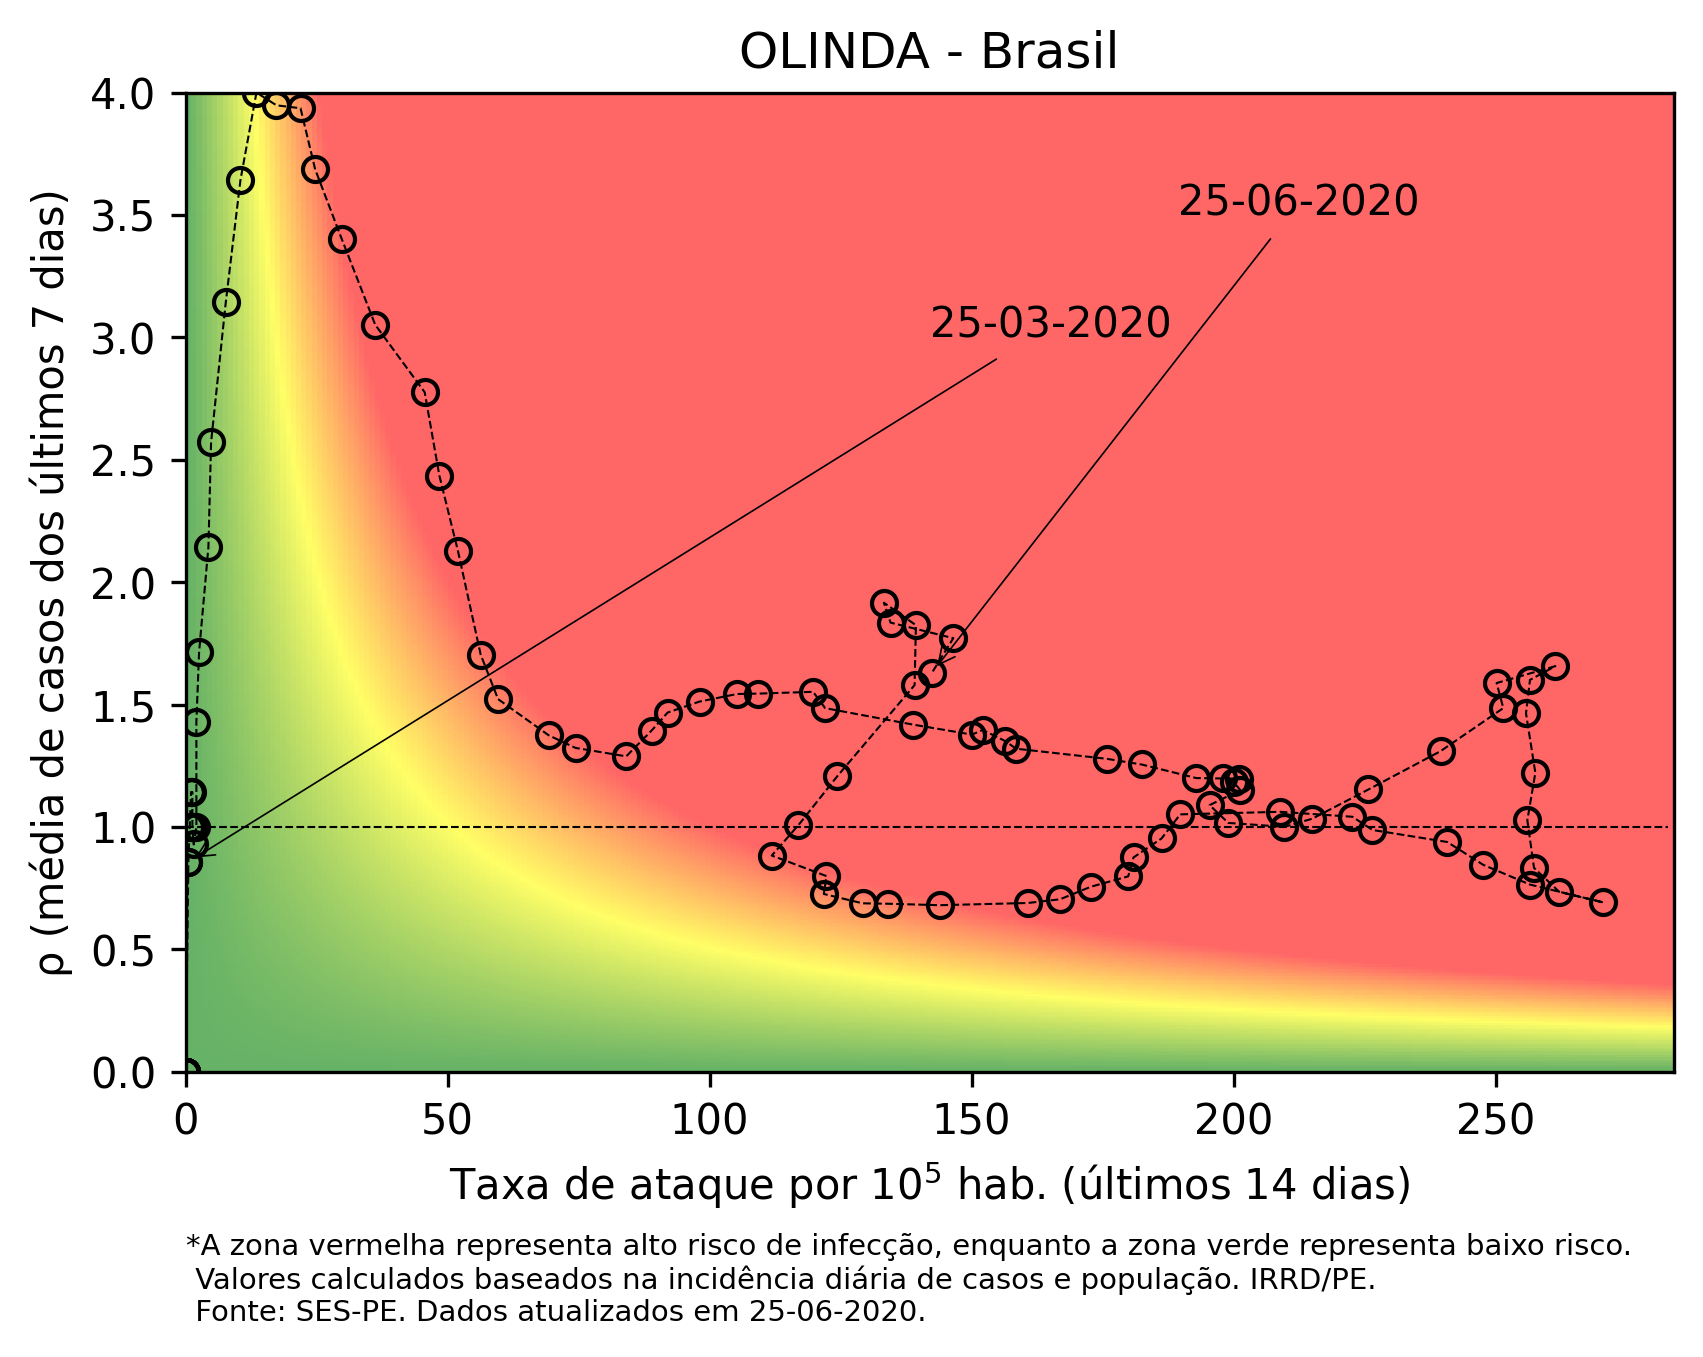 OLINDA - Brasil
4.0
3.5
3.0
2.5
2.0
1.5
1.0
0.5
0.0
ρ (média de casos dos últimos 7 dias)
25-06-2020
25-03-2020
0
50
100
150
200
250
Taxa de ataque por 10⁵ hab. (últimos 14 dias)
*A zona vermelha representa alto risco de infecção, enquanto a zona verde representa baixo risco.
Valores calculados baseados na incidência diária de casos e população. IRRD/PE.
Fonte: SES-PE. Dados atualizados em 25-06-2020.